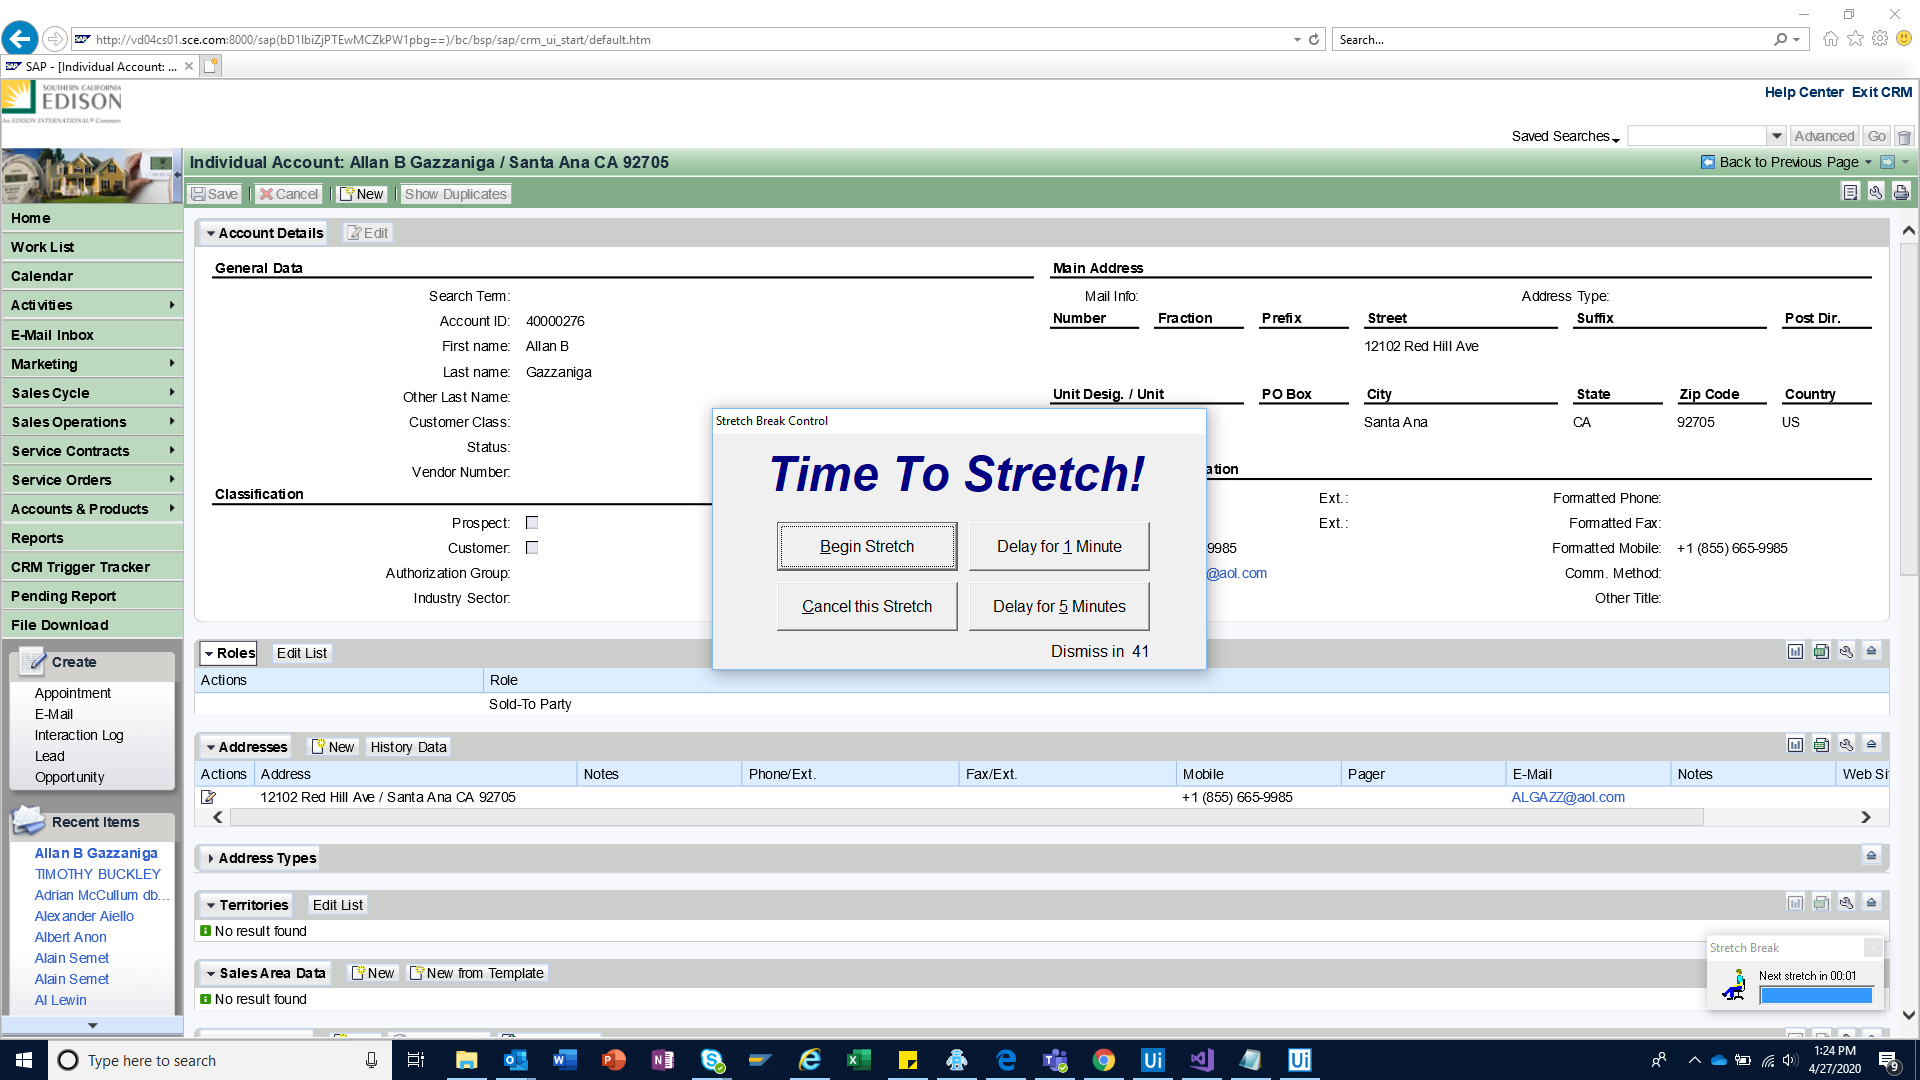 http://vd04cs01.sce.com:8000/sap(bD1lbiZjPTEwMCZkPW1pbg==)/bc/bsp/sap/crm_ui_start/default.htm
Search...
SAP - [Individual Account: ...
SOUTHERN CALIFORNIA
EDISON
An EDISON INTERNATIONAL® Company
Help Center Exit CRM
Saved Searches Advanced Go
Individual Account: Allan B Gazzaniga / Santa Ana CA 92705
Back to Previous Page
Save Cancel New Show Duplicates
Home
Work List
Calendar
Activities
E-Mail Inbox
Marketing
Sales Cycle
Sales Operations
Service Contracts
Service Orders
Accounts & Products
Reports
CRM Trigger Tracker
Pending Report
File Download
Create
Appointment
E-Mail
Interaction Log
Lead
Opportunity
Recent Items
Allan B Gazzaniga
TIMOTHY BUCKLEY
Adrian McCullum db...
Alexander Aiello
Albert Anon
Alain Semet
Alain Semet
Al Lewin
Account Details Edit
General Data
Search Term:
Account ID: 40000276
First name: Allan B
Last name: Gazzaniga
Other Last Name:
Customer Class:
Status:
Vendor Number:
Classification
Prospect:
Customer:
Authorization Group:
Industry Sector:
Main Address
Mail Info: Address Type:
Number Fraction Prefix Street Suffix Post Dir.
12102 Red Hill Ave
Unit Desig. / Unit PO Box City State Zip Code Country
Santa Ana CA 92705 US
ation
Ext.: Formatted Phone:
Ext.: Formatted Fax:
9985 Formatted Mobile: +1 (855) 665-9985
@aol.com Comm. Method:
Other Title:
Stretch Break Control
Time To Stretch!
Begin Stretch Delay for 1 Minute
Cancel this Stretch Delay for 5 Minutes
Dismiss in 41
Roles Edit List
Actions Role
Sold-To Party
Addresses New History Data
Actions Address Notes Phone/Ext. Fax/Ext. Mobile Pager E-Mail Notes Web Si
12102 Red Hill Ave / Santa Ana CA 92705 +1 (855) 665-9985 ALGAZZ@aol.com
Address Types
Territories Edit List
No result found
Sales Area Data New New from Template
No result found
Stretch Break
Next stretch in 00:01
Type here to search
1:24 PM
4/27/2020
9